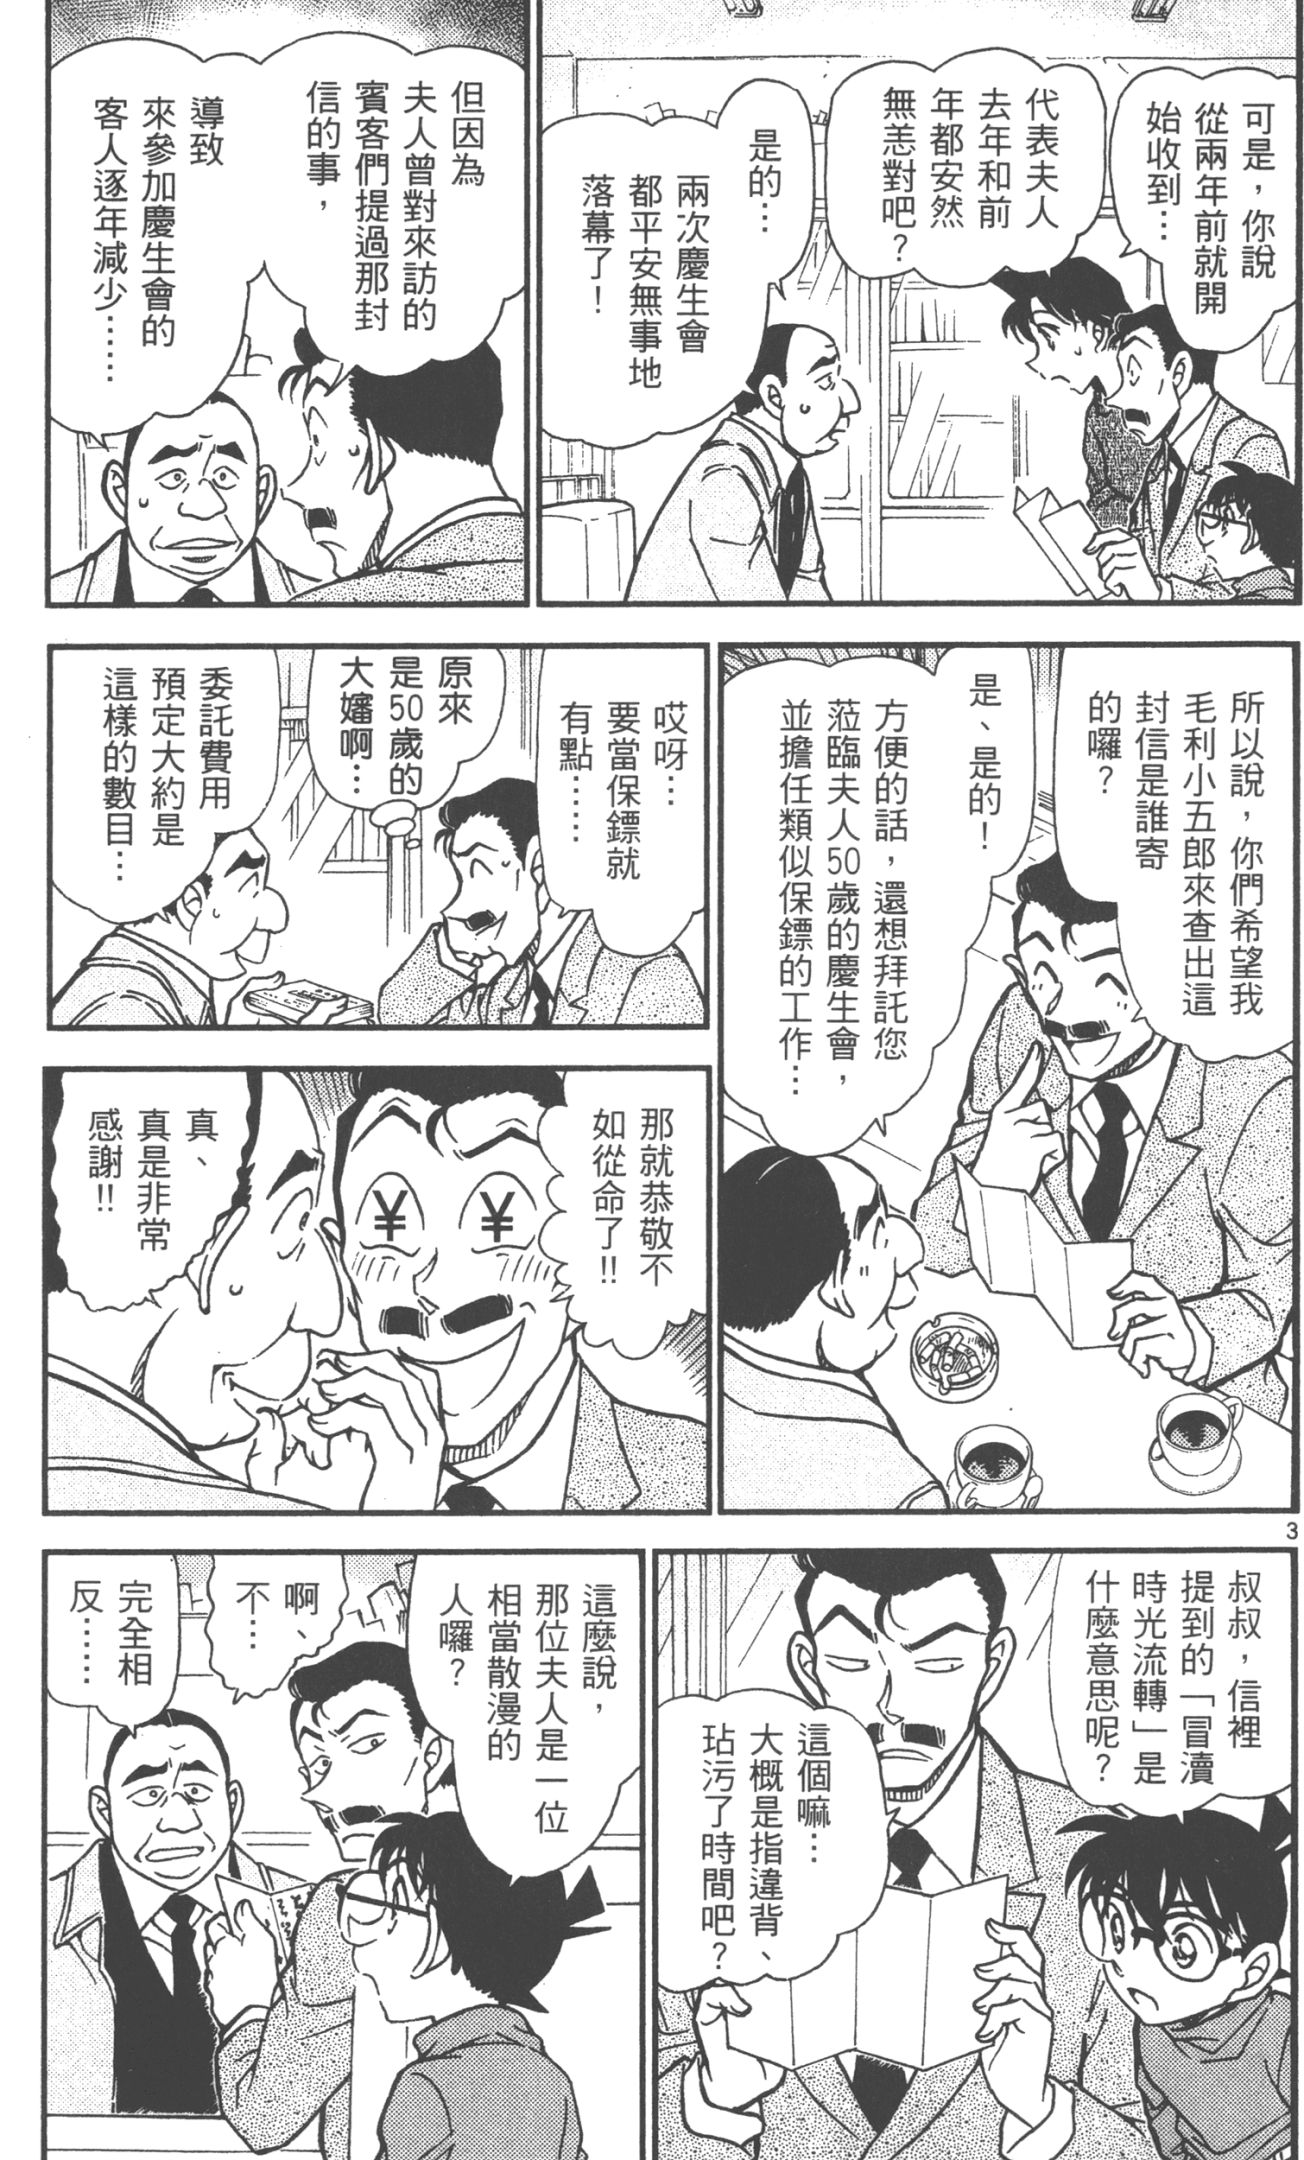 可是，你說
從兩年前就開
始收到…
代表夫人
去年和前
年都安然
無恙對吧？
是的…
兩次慶生會
都平安無事地
落幕了！
但因為
夫人曾對來訪的
賓客們提過那封
信的事，
導致
來參加慶生會的
客人逐年減少……
所以說，你們希望我
毛利小五郎來查出這
封信是誰寄
的囉？
是、是的！
方便的話，還想拜託您
蒞臨夫人50歲的慶生會，
並擔任類似保鏢的工作…
哎呀…
要當保鏢就
有點……
原來
是50歲的
大嬸啊…
委託費用
預定大約是
這樣的數目…
那就恭敬不
如從命了!!
¥ ¥
真、
真是非常
感謝!!
3
叔叔，信裡
提到的「冒瀆
時光流轉」是
什麼意思呢？
這個嘛…
大概是指違背、
玷污了時間吧？
這麼說，
那位夫人是一位
相當散漫的
人囉？
啊、
不…
完全相
反……